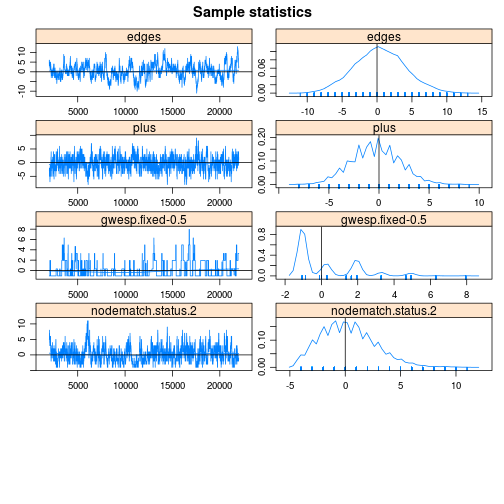 Sample statistics
edges
edges
-10 0 5 10
0.00 0.06
5000 10000 15000 20000
-10 -5 0 5 10 15
plus
plus
-5 0 5
0.00 0.10 0.20
5000 10000 15000 20000
-5 0 5 10
gwesp.fixed-0.5
gwesp.fixed-0.5
0 2 4 6 8
0.0 0.4 0.8
5000 10000 15000 20000
-2 0 2 4 6 8
nodematch.status.2
nodematch.status.2
0 5 10
0.00 0.10
5000 10000 15000 20000
-5 0 5 10